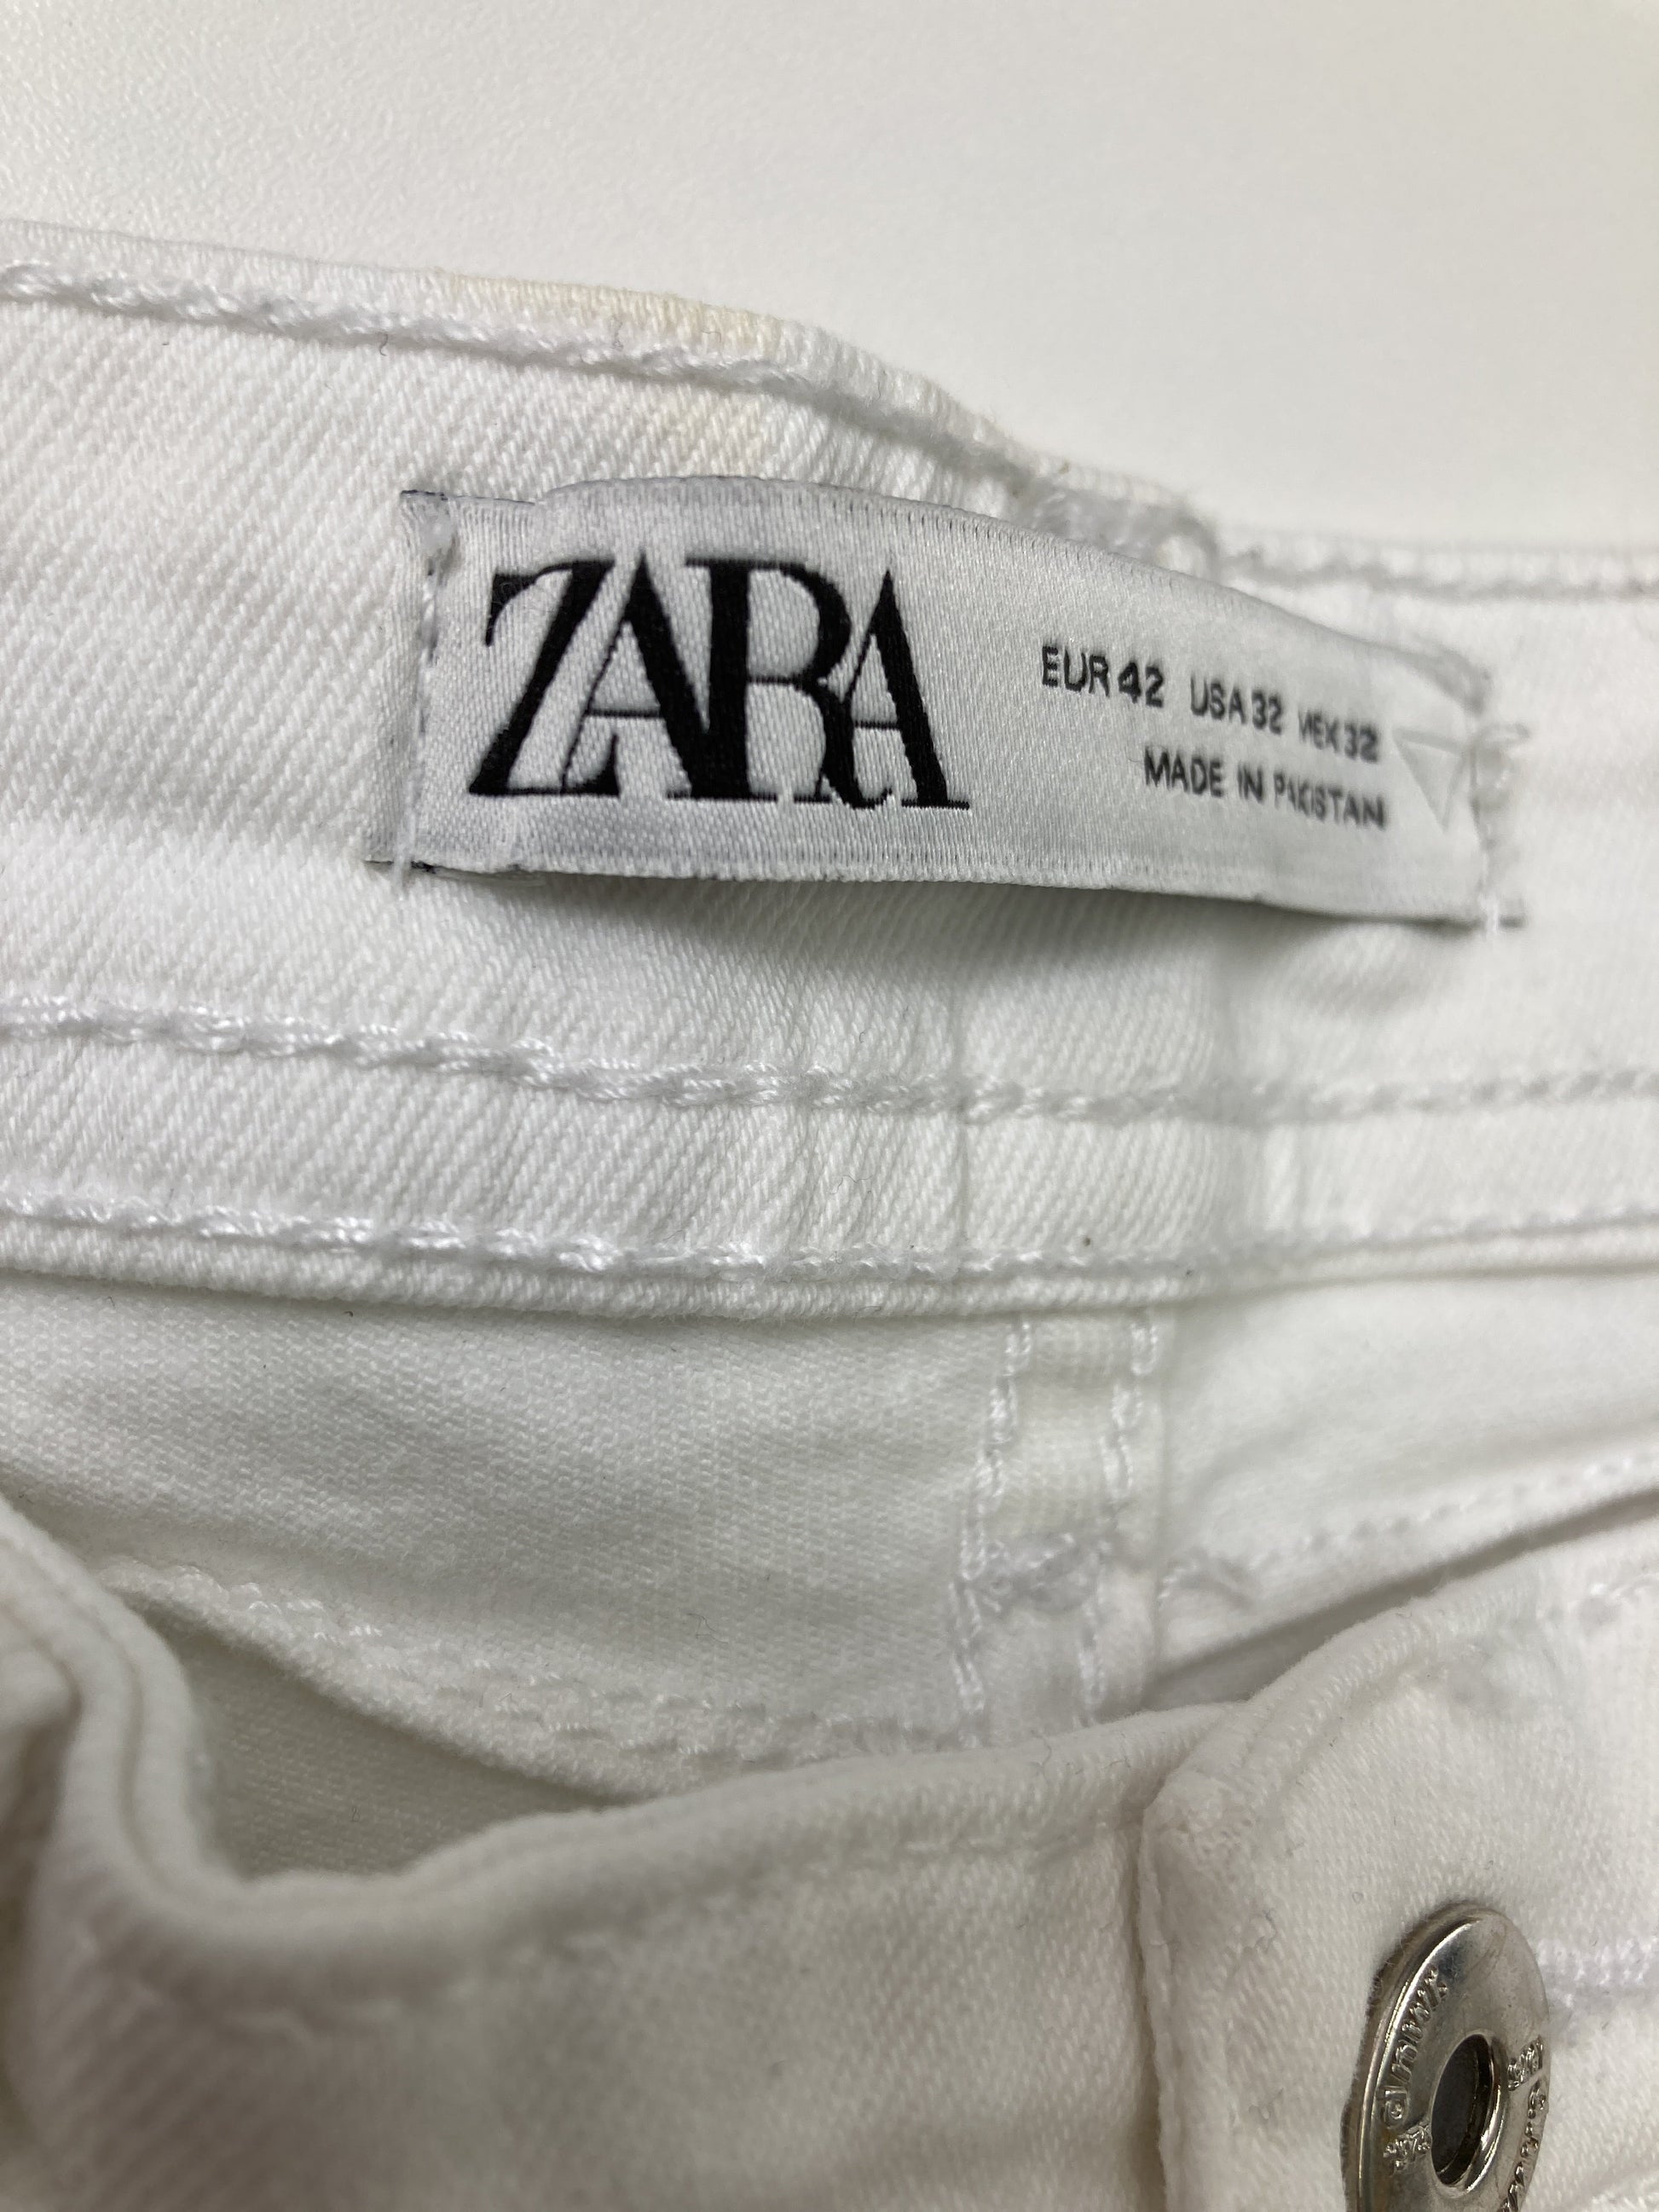 ZARA
EUR 42 USA 32 MEX 32
MADE IN PAKISTAN